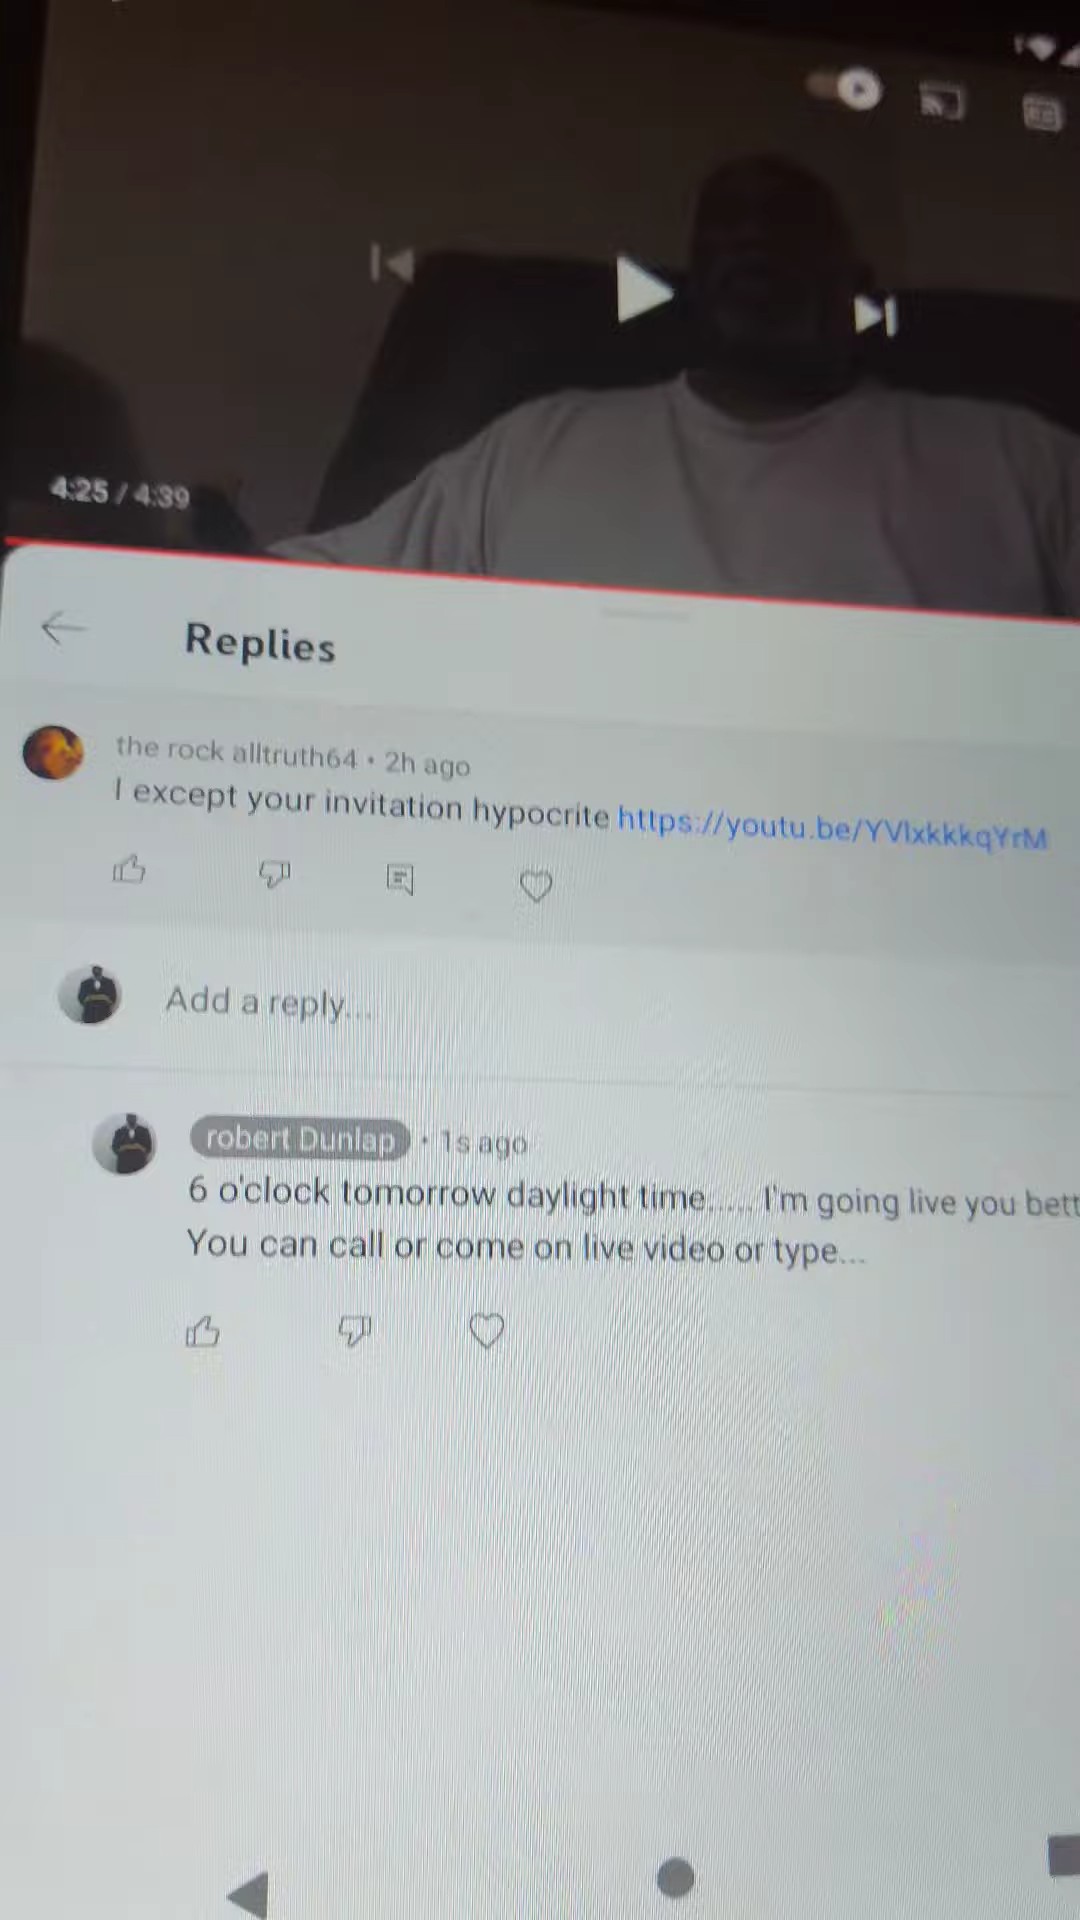 4:25 / 4:39
Replies
the rock alltruth64 • 2h ago
I except your invitation hypocrite https://youtu.be/YVlxkkkqYrM
Add a reply...
robert Dunlap • 1s ago
6 o'clock tomorrow daylight time..... I'm going live you bett
You can call or come on live video or type...